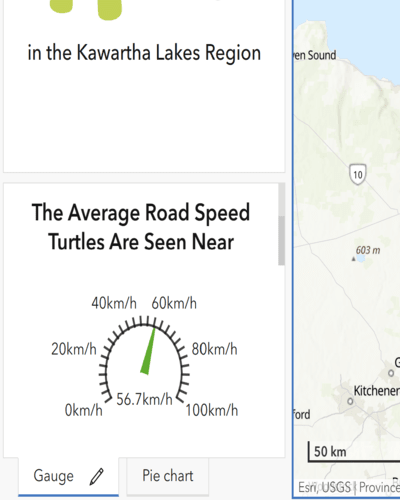 in the Kawartha Lakes Region
en Sound
10
603 m
The Average Road Speed
Turtles Are Seen Near
40km/h 60km/h
20km/h 80km/h
56.7km/h
0km/h 100km/h
Kitchener
ford
50 km
Gauge Pie chart
Esri, USGS | Province